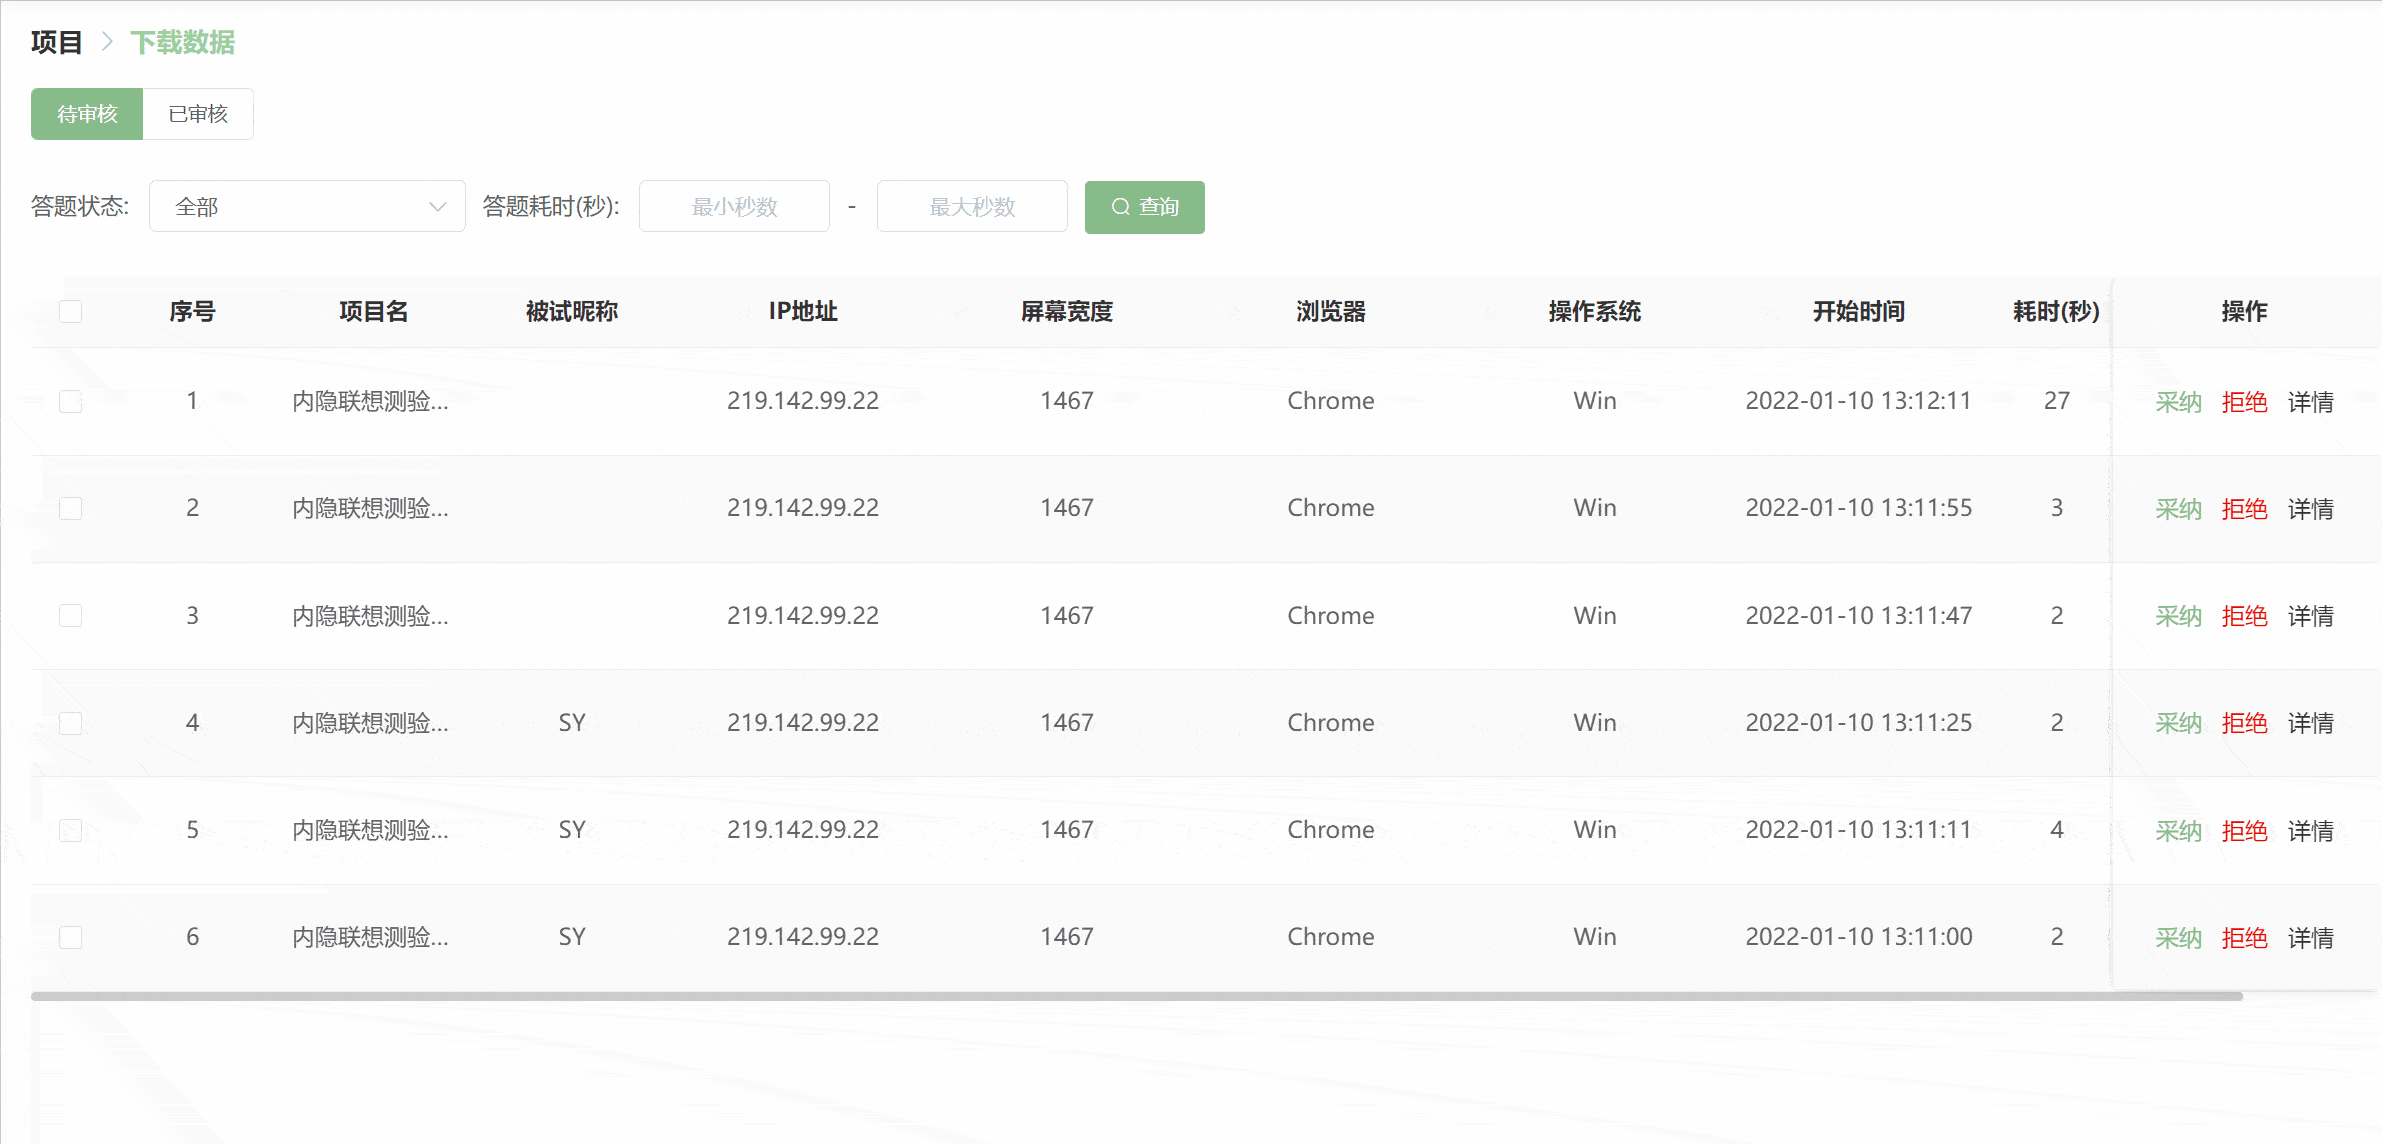 项目 > 下载数据
待审核 已审核
答题状态: 全部 答题耗时(秒): 最小秒数 - 最大秒数 查询
序号 项目名 被试昵称 IP地址 屏幕宽度 浏览器 操作系统 开始时间 耗时(秒) 操作
1 内隐联想测验... 219.142.99.22 1467 Chrome Win 2022-01-10 13:12:11 27 采纳 拒绝 详情
2 内隐联想测验... 219.142.99.22 1467 Chrome Win 2022-01-10 13:11:55 3 采纳 拒绝 详情
3 内隐联想测验... 219.142.99.22 1467 Chrome Win 2022-01-10 13:11:47 2 采纳 拒绝 详情
4 内隐联想测验... SY 219.142.99.22 1467 Chrome Win 2022-01-10 13:11:25 2 采纳 拒绝 详情
5 内隐联想测验... SY 219.142.99.22 1467 Chrome Win 2022-01-10 13:11:11 4 采纳 拒绝 详情
6 内隐联想测验... SY 219.142.99.22 1467 Chrome Win 2022-01-10 13:11:00 2 采纳 拒绝 详情